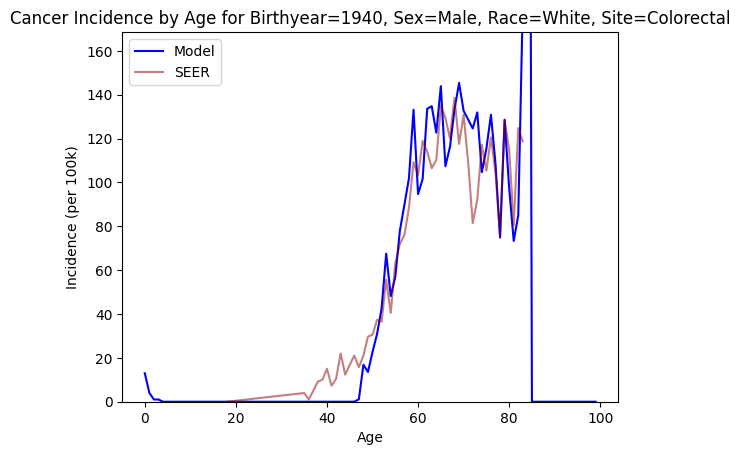 Cancer Incidence by Age for Birthyear=1940, Sex=Male, Race=White, Site=Colorectal
Model
SEER
Incidence (per 100k)
160
140
120
100
80
60
40
20
0
0 20 40 60 80 100
Age